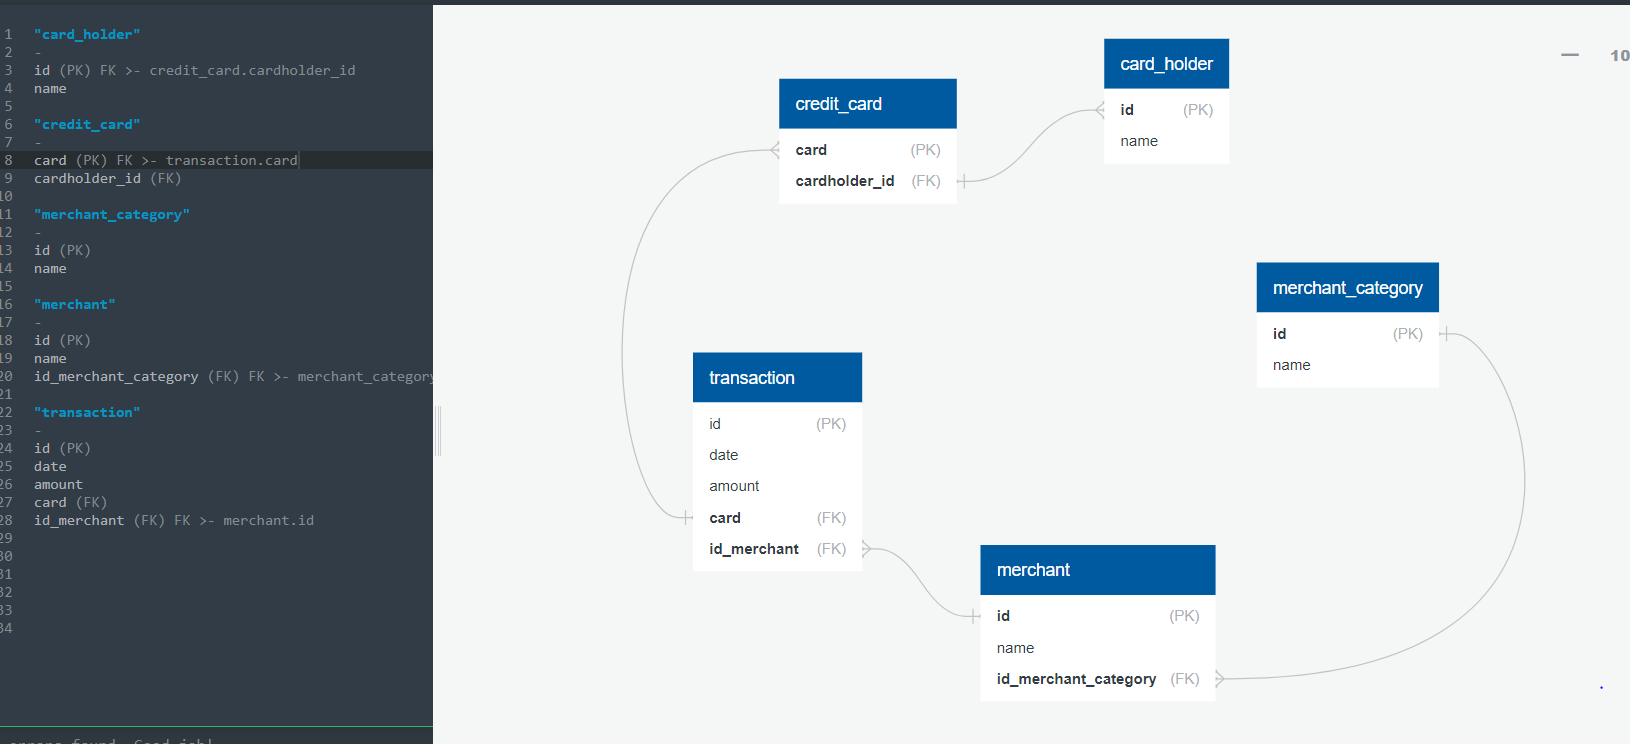 1 "card_holder"
2 -
3 id (PK) FK >- credit_card.cardholder_id
4 name
5
6 "credit_card"
7 -
8 card (PK) FK >- transaction.card
9 cardholder_id (FK)
10
11 "merchant_category"
12 -
13 id (PK)
14 name
15
16 "merchant"
17 -
18 id (PK)
19 name
20 id_merchant_category (FK) FK >- merchant_category
21
22 "transaction"
23 -
24 id (PK)
25 date
26 amount
27 card (FK)
28 id_merchant (FK) FK >- merchant.id
29
30
31
32
33
34
errors found. Good job!
card_holder
id (PK)
name
10
credit_card
card (PK)
cardholder_id (FK)
merchant_category
id (PK)
name
transaction
id (PK)
date
amount
card (FK)
id_merchant (FK)
merchant
id (PK)
name
id_merchant_category (FK)